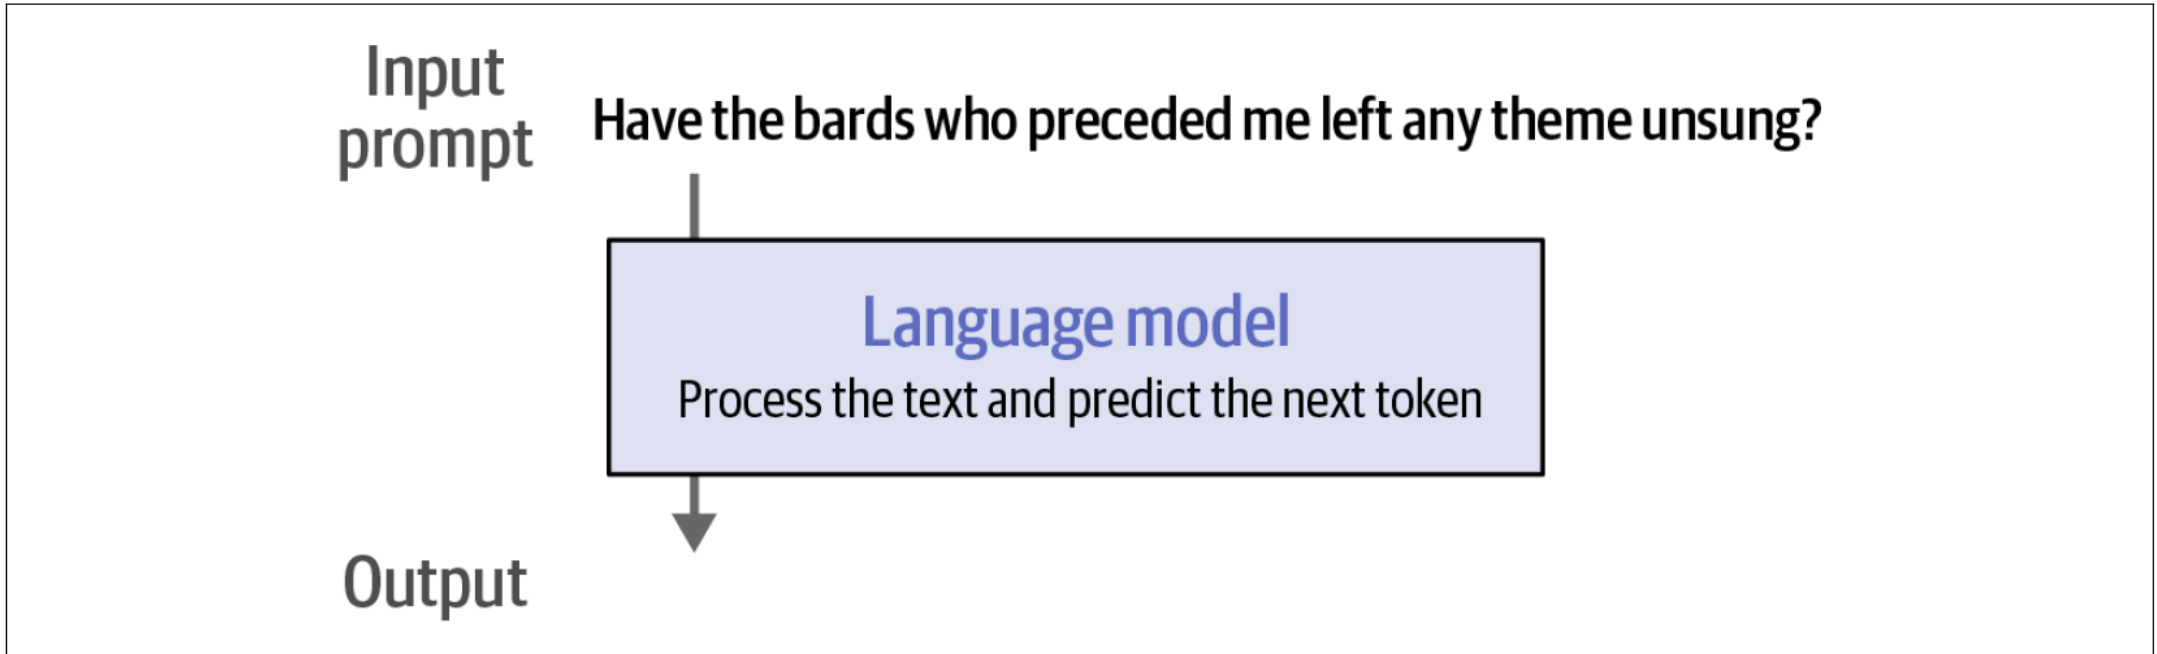 Input
prompt
Have the bards who preceded me left any theme unsung?
Language model
Process the text and predict the next token
Output